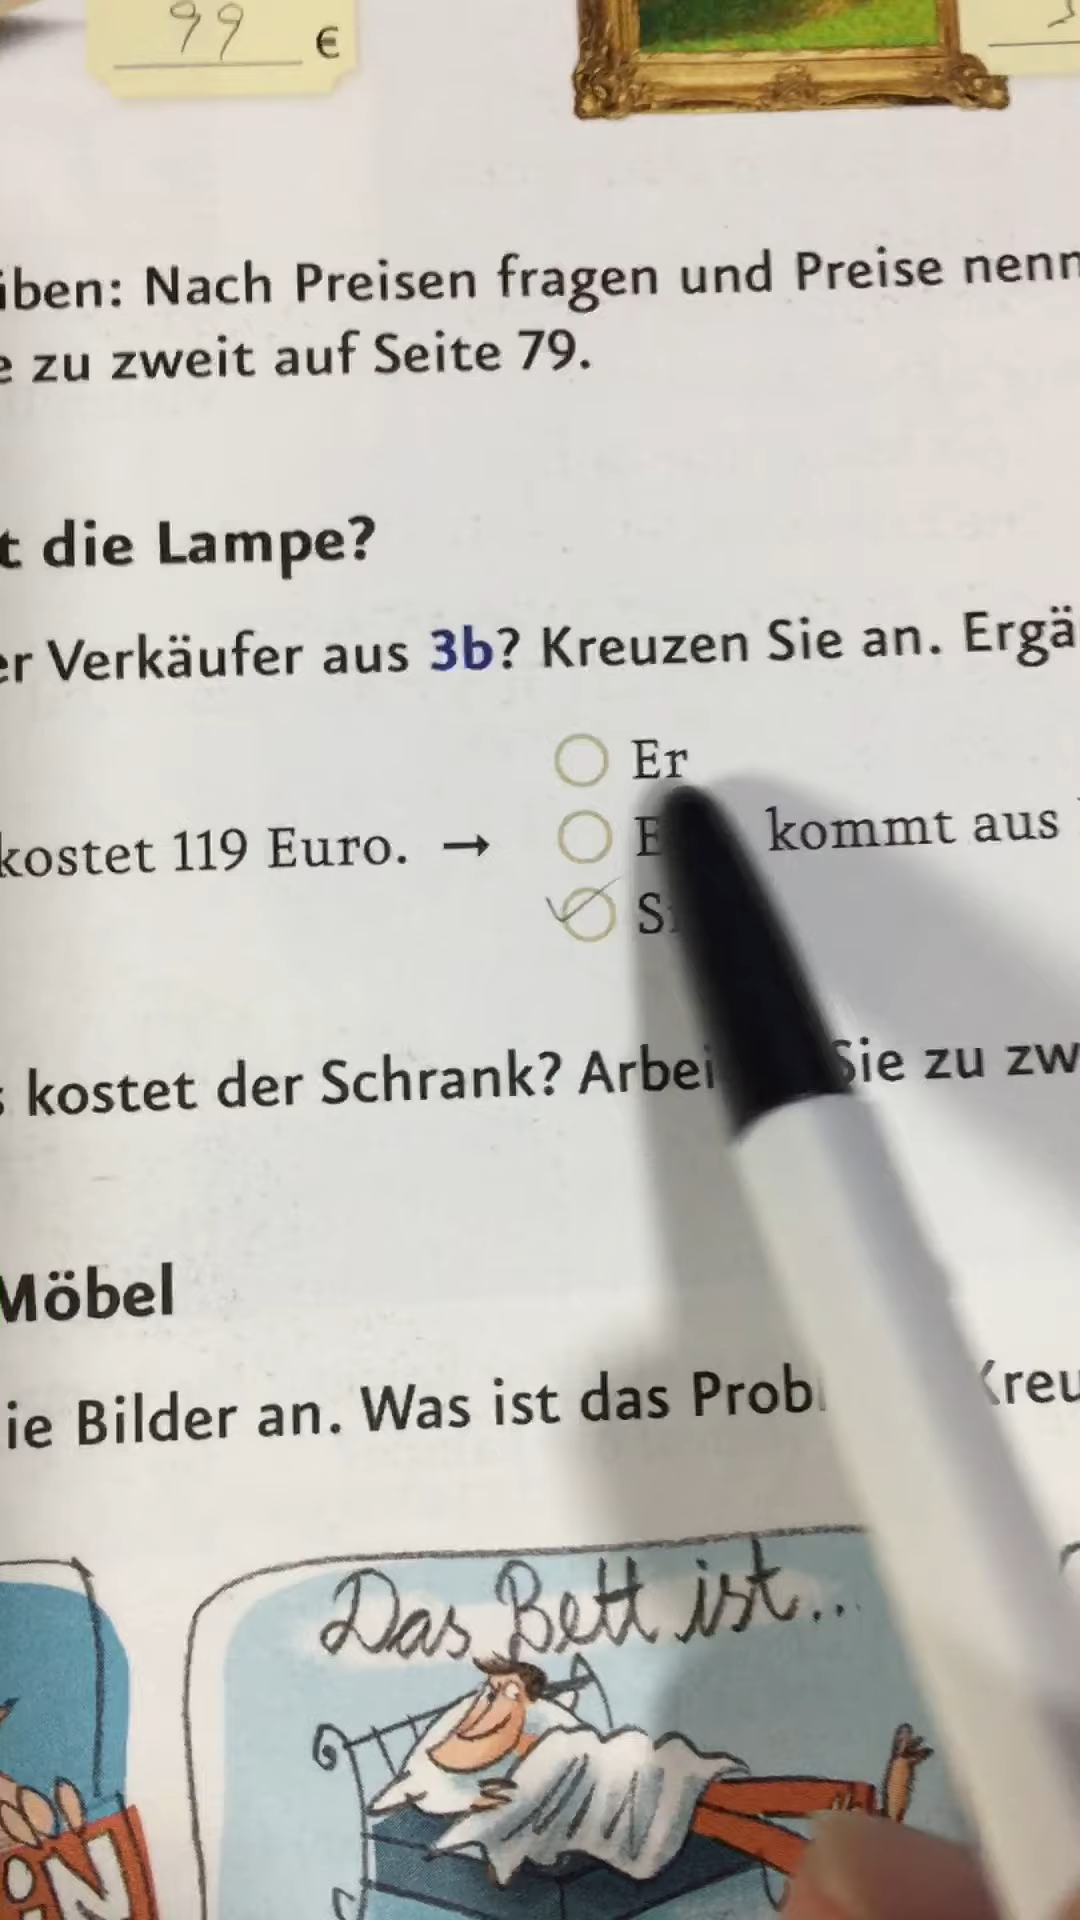 99 €
üben: Nach Preisen fragen und Preise nenn
zu zweit auf Seite 79.
die Lampe?
Verkäufer aus 3b? Kreuzen Sie an. Ergä
Er
kostet 119 Euro. → kommt aus
kostet der Schrank? Arbei Sie zu zw
Möbel
ie Bilder an. Was ist das Prob Kreu
Das Bett ist...